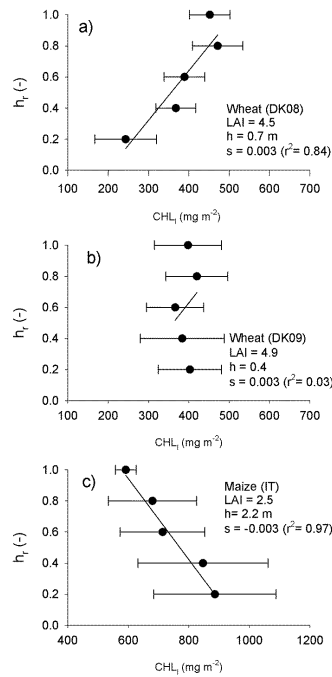 a)
1.0
0.8
0.6
0.4
0.2
0.0
h_r (-)
Wheat (DK08)
LAI = 4.5
h = 0.7 m
s = 0.003 (r²= 0.84)
100 200 300 400 500 600 700
CHL_l (mg m⁻²)
b)
1.0
0.8
0.6
0.4
0.2
0.0
h_r (-)
Wheat (DK09)
LAI = 4.9
h = 0.4
s = 0.003 (r²= 0.03)
100 200 300 400 500 600 700
CHL_l (mg m⁻²)
c)
1.0
0.8
0.6
0.4
0.2
0.0
h_r (-)
Maize (IT)
LAI = 2.5
h= 2.2 m
s = -0.003 (r²= 0.97)
400 600 800 1000 1200
CHL_l (mg m⁻²)